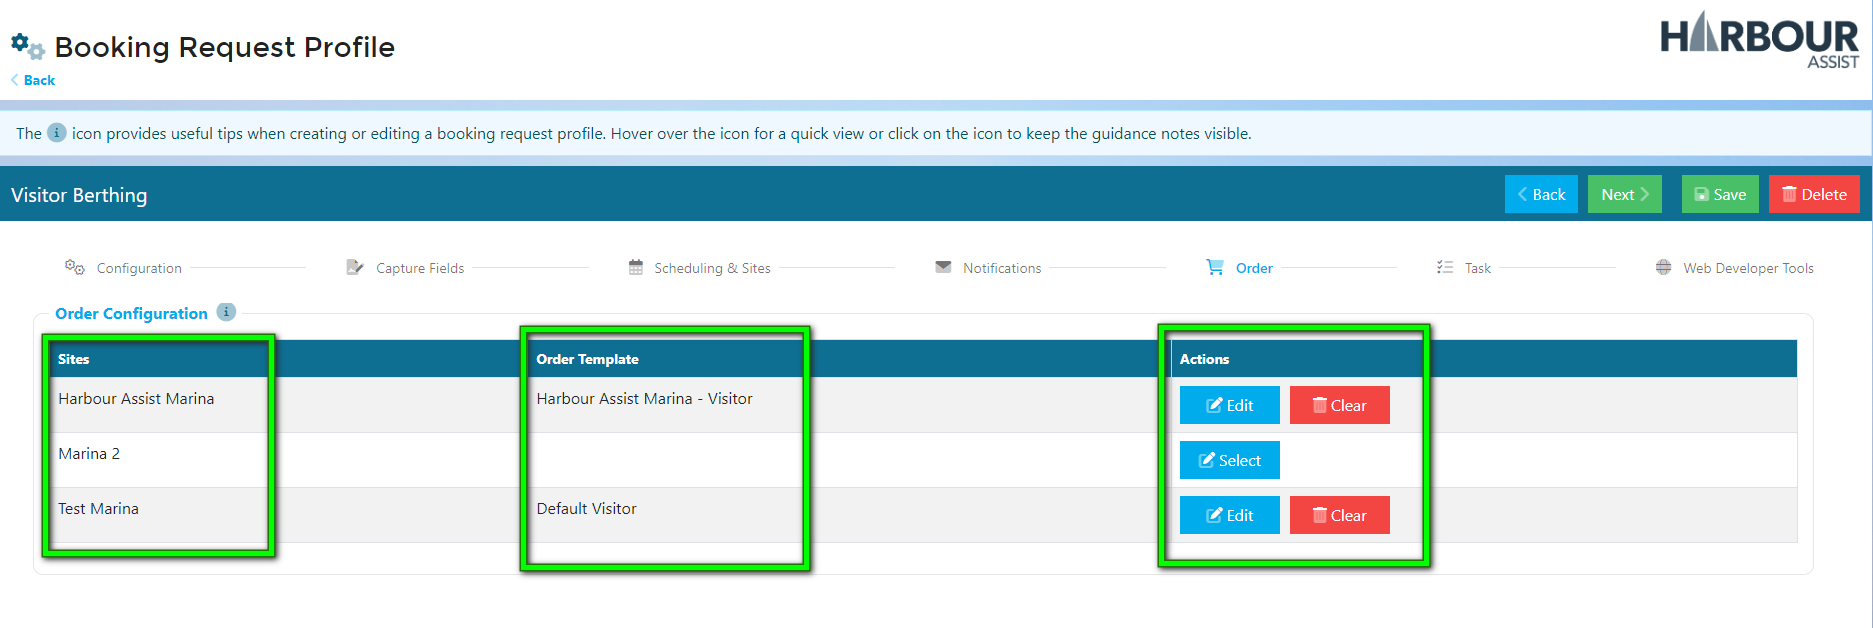 Booking Request Profile
HARBOUR
ASSIST
Back
The i icon provides useful tips when creating or editing a booking request profile. Hover over the icon for a quick view or click on the icon to keep the guidance notes visible.
Visitor Berthing
Back Next Save Delete
Configuration Capture Fields Scheduling & Sites Notifications Order Task Web Developer Tools
Order Configuration i
Sites Order Template Actions
Harbour Assist Marina Harbour Assist Marina - Visitor Edit Clear
Marina 2 Select
Test Marina Default Visitor Edit Clear